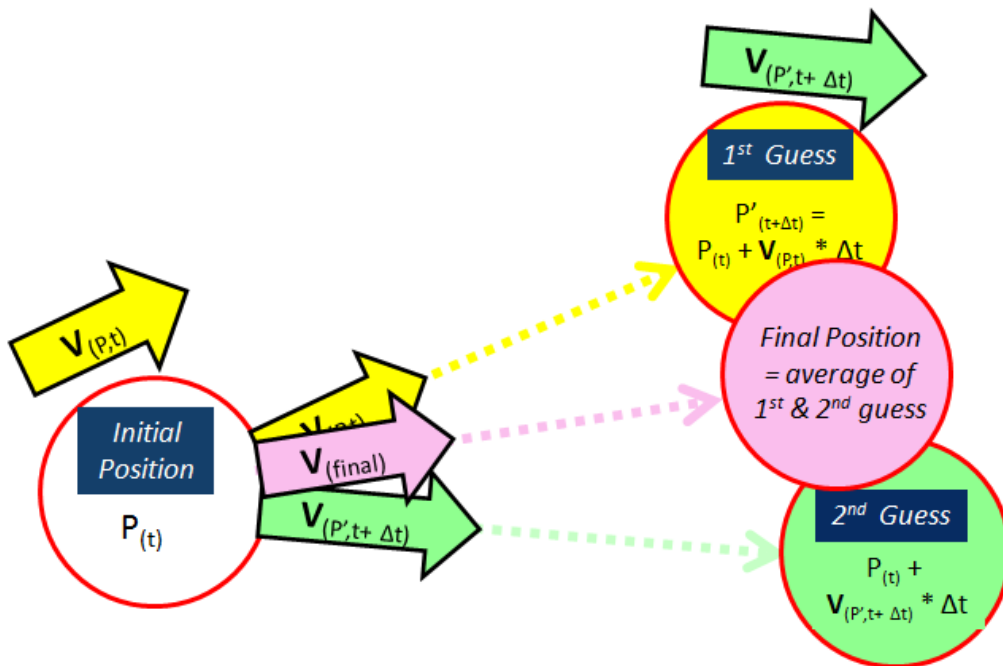 V(P',t+ Δt)
1st Guess
P'(t+Δt) =
P(t) + V(P,t) * Δt
V(P,t)
Final Position
= average of
1st & 2nd guess
Initial
Position
P(t)
V(final)
V(P',t+ Δt)
2nd Guess
P(t) +
V(P',t+ Δt) * Δt